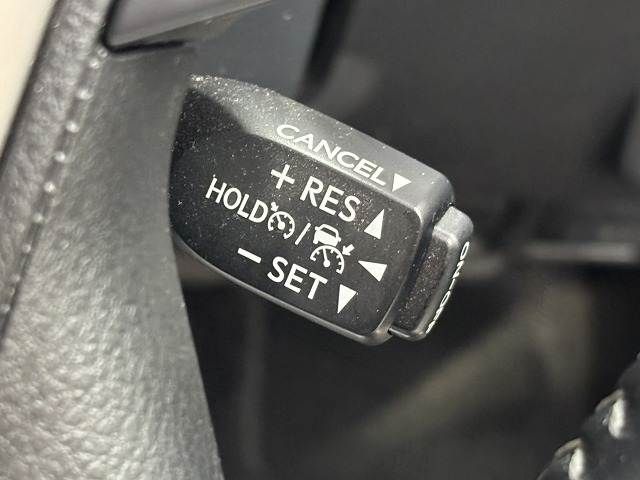 CANCEL
+ RES
HOLD /
- SET